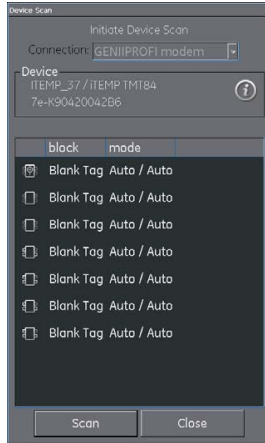 Device Scan
Initiate Device Scan
Connection: GENIIPROFI modem
Device
ITEMP_37 / iTEMP TMT84
7e-K90420042B6
block mode
Blank Tag Auto / Auto
Blank Tag Auto / Auto
Blank Tag Auto / Auto
Blank Tag Auto / Auto
Blank Tag Auto / Auto
Blank Tag Auto / Auto
Blank Tag Auto / Auto
Scan Close